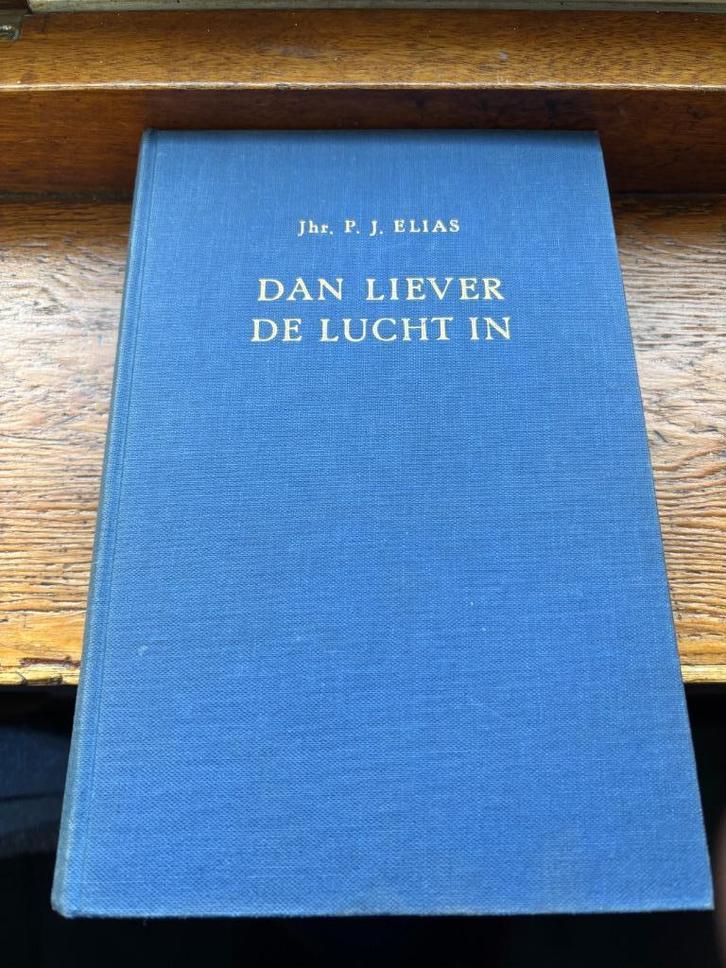 Jhr. P. J. ELIAS
DAN LIEVER
DE LUCHT IN